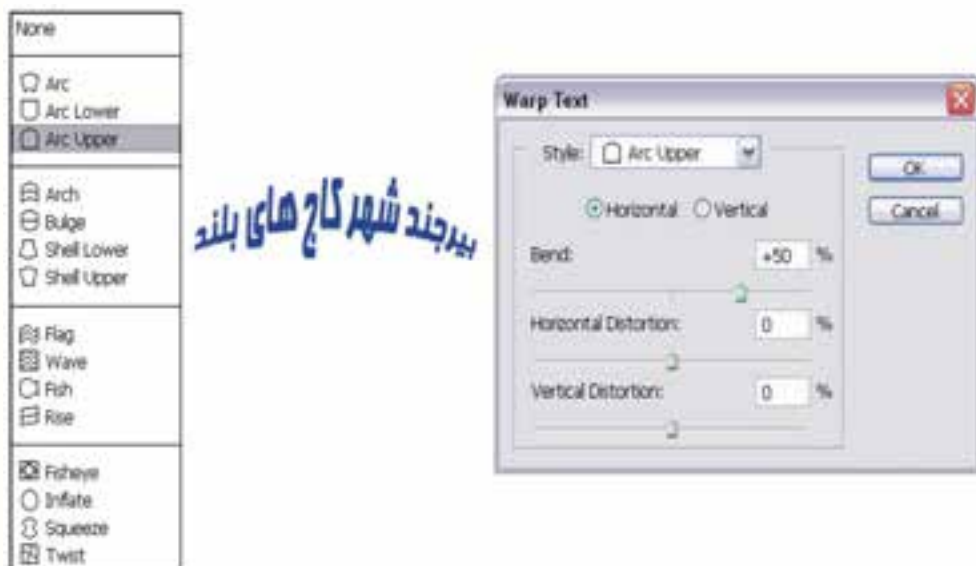 None
Arc
Arc Lower
Arc Upper
Arch
Bulge
Shell Lower
Shell Upper
Flag
Wave
Fish
Rise
Fisheye
Inflate
Squeeze
Twist
بیرجند شهر کاج های بلند
Warp Text
Style: Arc Upper
OK
Horizontal Vertical
Cancel
Bend: +50 %
Horizontal Distortion: 0 %
Vertical Distortion: 0 %